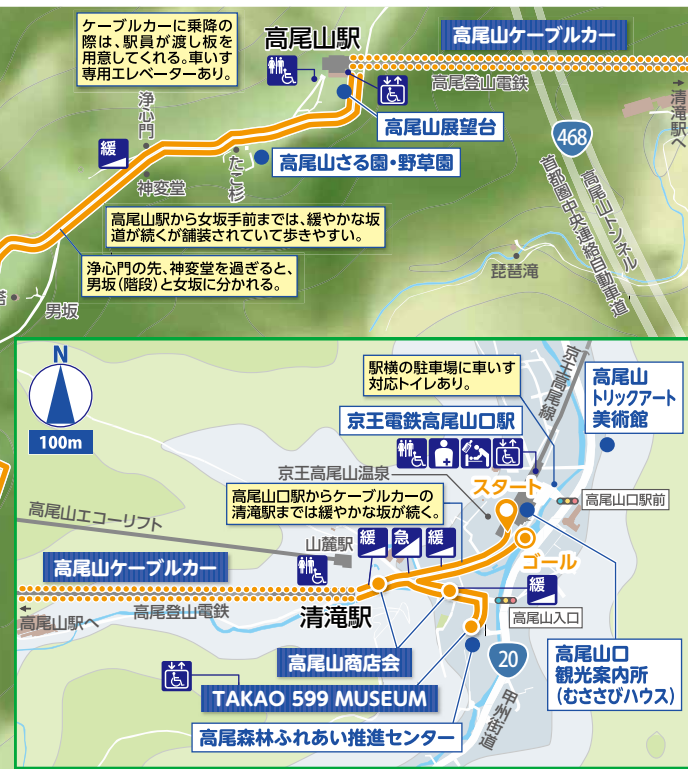 ケーブルカーに乗降の
際は、駅員が渡し板を
用意してくれる。車いす
専用エレベーターあり。
高尾山駅
高尾山ケーブルカー
高尾登山電鉄
→
清滝駅へ
高尾山展望台
浄心門
緩
神変堂
たこ杉
高尾山さる園・野草園
468
首都圏中央連絡自動車道
高尾山トンネル
高尾山駅から女坂手前までは、緩やかな坂
道が続くが舗装されていて歩きやすい。
浄心門の先、神変堂を過ぎると、
男坂(階段)と女坂に分かれる。
琵琶滝
塔
男坂
N
100m
駅横の駐車場に車いす
対応トイレあり。
京王高尾線
高尾山
トリックアート
美術館
京王電鉄高尾山口駅
京王高尾山温泉
スタート
高尾山口駅前
高尾山口駅からケーブルカーの
清滝駅までは緩やかな坂が続く。
高尾山エコーリフト
山麓駅
緩
急
緩
ゴール
高尾山ケーブルカー
緩
高尾登山電鉄
←
高尾山駅へ
清滝駅
高尾山入口
高尾山商店会
20
高尾山口
観光案内所
(むささびハウス)
TAKAO 599 MUSEUM
甲州街道
高尾森林ふれあい推進センター